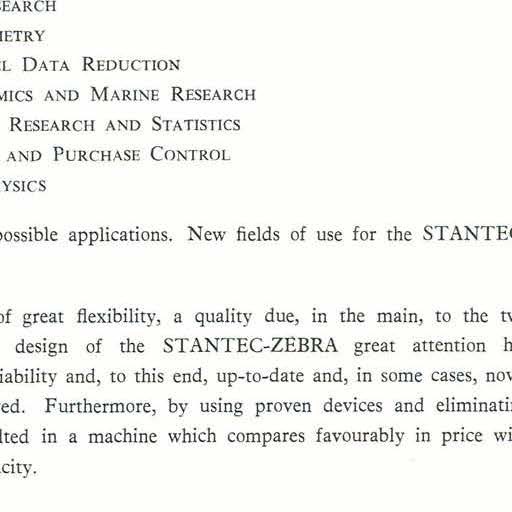 SEARCH
METRY
L DATA REDUCTION
MICS AND MARINE RESEARCH
RESEARCH AND STATISTICS
AND PURCHASE CONTROL
YSICS
possible applications. New fields of use for the STANTEC
of great flexibility, a quality due, in the main, to the tw
design of the STANTEC-ZEBRA great attention h
iability and, to this end, up-to-date and, in some cases, nov
ed. Furthermore, by using proven devices and eliminati
lted in a machine which compares favourably in price wi
city.